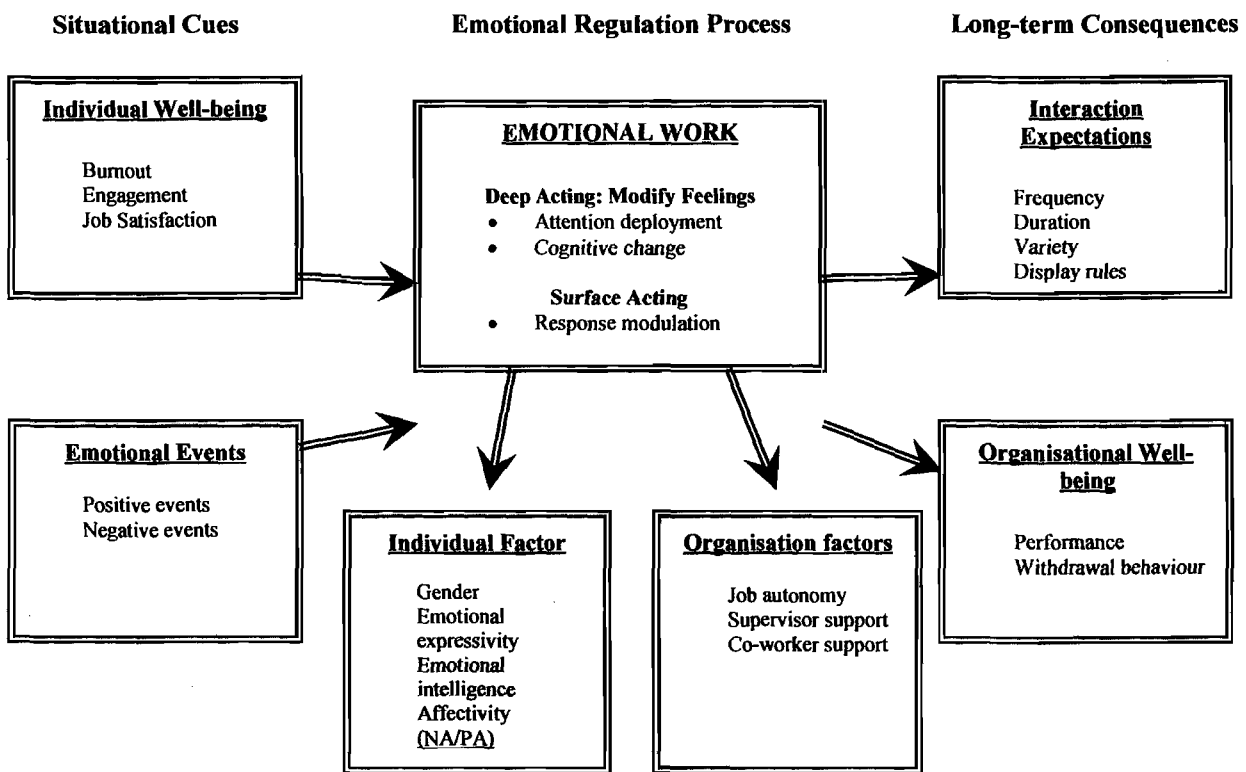 Situational Cues
Emotional Regulation Process
Long-term Consequences
Individual Well-being
Burnout
Engagement
Job Satisfaction
EMOTIONAL WORK
Deep Acting: Modify Feelings
• Attention deployment
• Cognitive change
Surface Acting
• Response modulation
Interaction
Expectations
Frequency
Duration
Variety
Display rules
Emotional Events
Positive events
Negative events
Individual Factor
Gender
Emotional
expressivity
Emotional
intelligence
Affectivity
(NA/PA)
Organisation factors
Job autonomy
Supervisor support
Co-worker support
Organisational Well-
being
Performance
Withdrawal behaviour